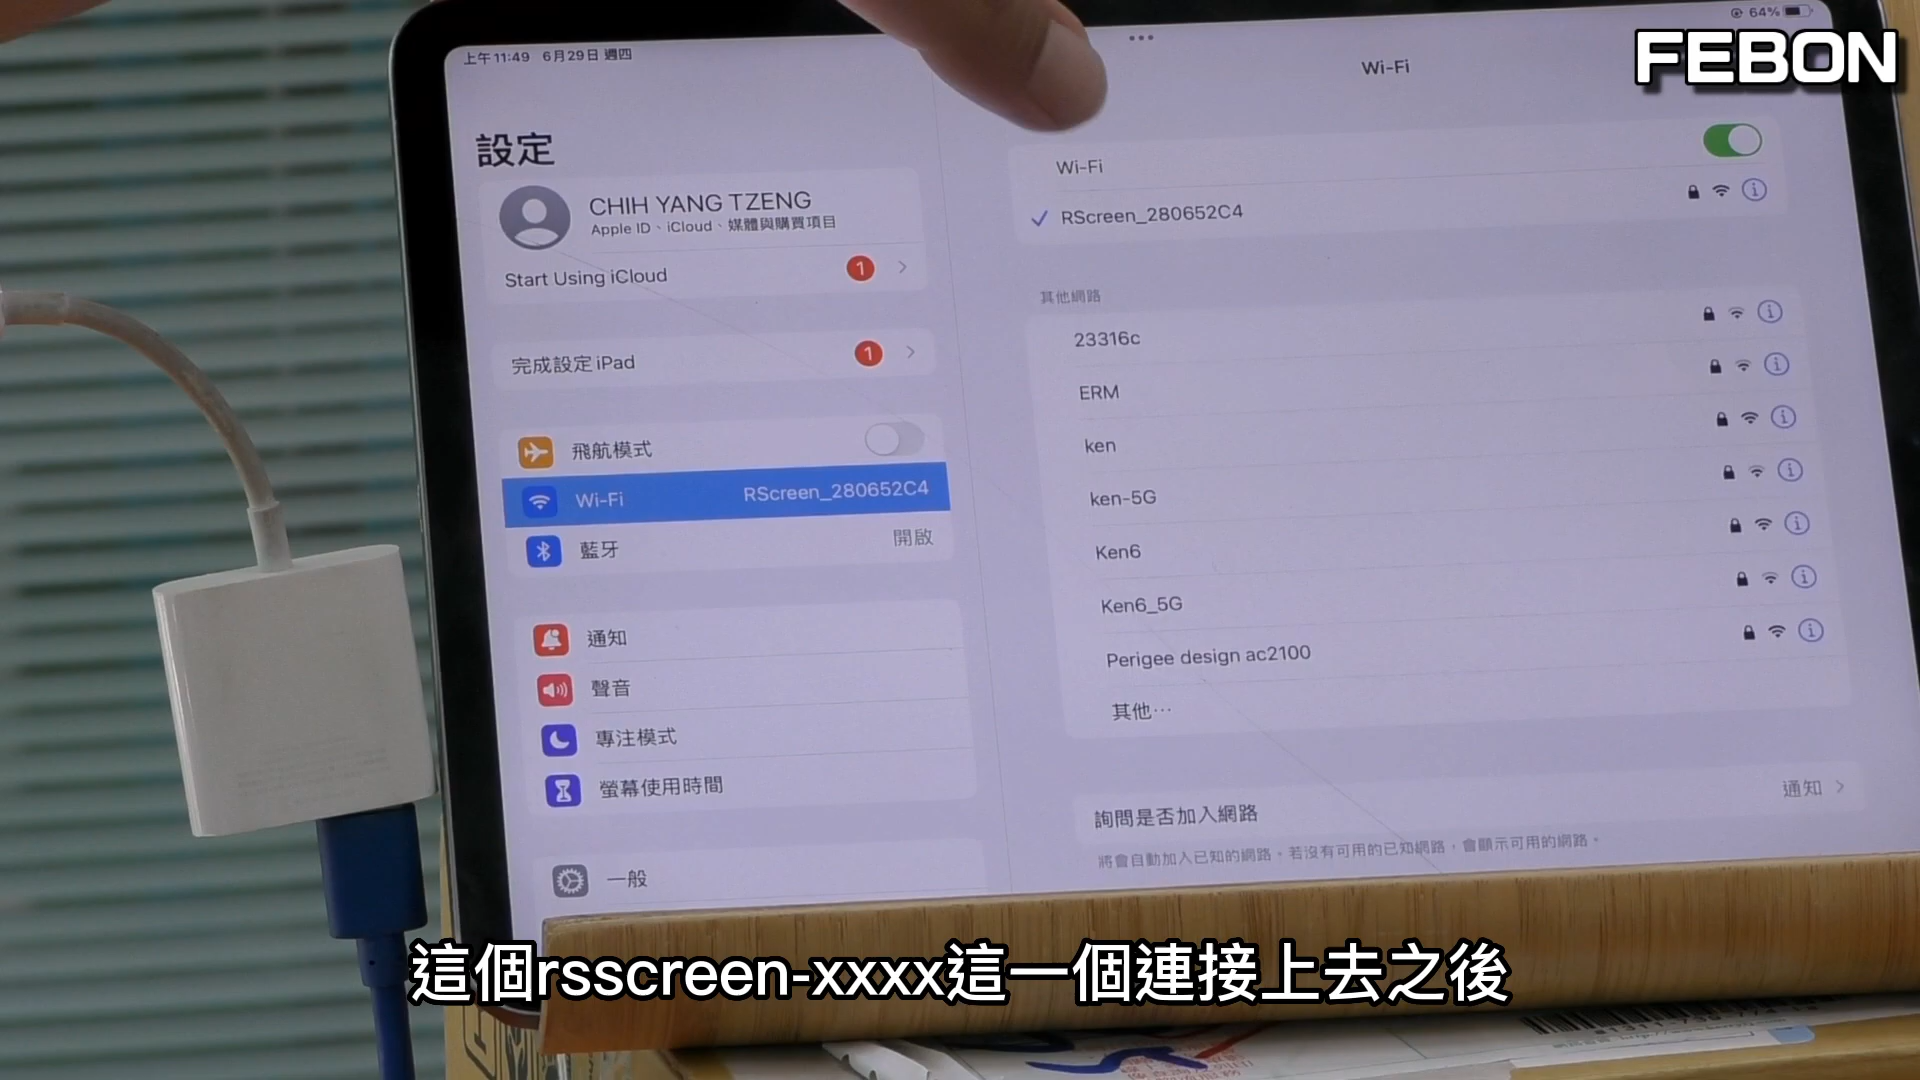 上午11:49 6月29日 週四
64%
FEBON
Wi-Fi
設定
CHIH YANG TZENG
Apple ID、iCloud、媒體與購買項目
Start Using iCloud
1
完成設定 iPad
1
飛航模式
Wi-Fi
RScreen_280652C4
藍牙
開啟
通知
聲音
專注模式
螢幕使用時間
一般
Wi-Fi
RScreen_280652C4
其他網路
23316c
ERM
ken
ken-5G
Ken6
Ken6_5G
Perigee design ac2100
其他…
詢問是否加入網路
通知
將會自動加入已知的網路。若沒有可用的已知網路，會顯示可用的網路。
這個rsscreen-xxxx這一個連接上去之後